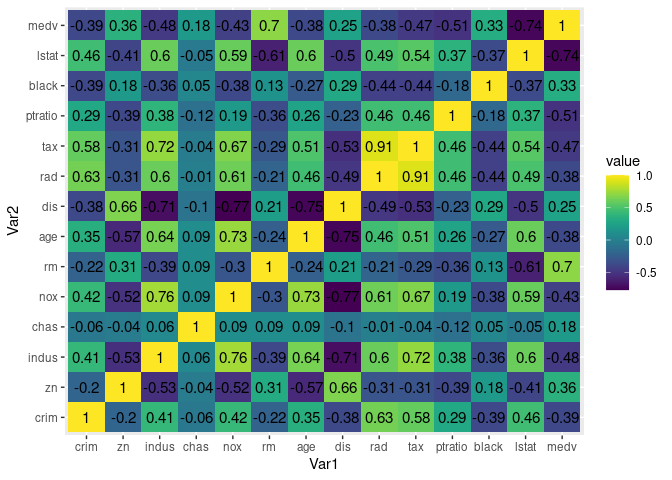 medv -0.39 0.36 -0.48 0.18 -0.43 0.7 -0.38 0.25 -0.38 -0.47 -0.51 0.33 -0.74 1
lstat 0.46 -0.41 0.6 -0.05 0.59 -0.61 0.6 -0.5 0.49 0.54 0.37 -0.37 1 -0.74
black -0.39 0.18 -0.36 0.05 -0.38 0.13 -0.27 0.29 -0.44 -0.44 -0.18 1 -0.37 0.33
ptratio 0.29 -0.39 0.38 -0.12 0.19 -0.36 0.26 -0.23 0.46 0.46 1 -0.18 0.37 -0.51
tax 0.58 -0.31 0.72 -0.04 0.67 -0.29 0.51 -0.53 0.91 1 0.46 -0.44 0.54 -0.47
rad 0.63 -0.31 0.6 -0.01 0.61 -0.21 0.46 -0.49 1 0.91 0.46 -0.44 0.49 -0.38
dis -0.38 0.66 -0.71 -0.1 -0.77 0.21 -0.75 1 -0.49 -0.53 -0.23 0.29 -0.5 0.25
age 0.35 -0.57 0.64 0.09 0.73 -0.24 1 -0.75 0.46 0.51 0.26 -0.27 0.6 -0.38
rm -0.22 0.31 -0.39 0.09 -0.3 1 -0.24 0.21 -0.21 -0.29 -0.36 0.13 -0.61 0.7
nox 0.42 -0.52 0.76 0.09 1 -0.3 0.73 -0.77 0.61 0.67 0.19 -0.38 0.59 -0.43
chas -0.06 -0.04 0.06 1 0.09 0.09 0.09 -0.1 -0.01 -0.04 -0.12 0.05 -0.05 0.18
indus 0.41 -0.53 1 0.06 0.76 -0.39 0.64 -0.71 0.6 0.72 0.38 -0.36 0.6 -0.48
zn -0.2 1 -0.53 -0.04 -0.52 0.31 -0.57 0.66 -0.31 -0.31 -0.39 0.18 -0.41 0.36
crim 1 -0.2 0.41 -0.06 0.42 -0.22 0.35 -0.38 0.63 0.58 0.29 -0.39 0.46 -0.39
crim zn indus chas nox rm age dis rad tax ptratio black lstat medv
Var1
Var2
value
1.0
0.5
0.0
-0.5